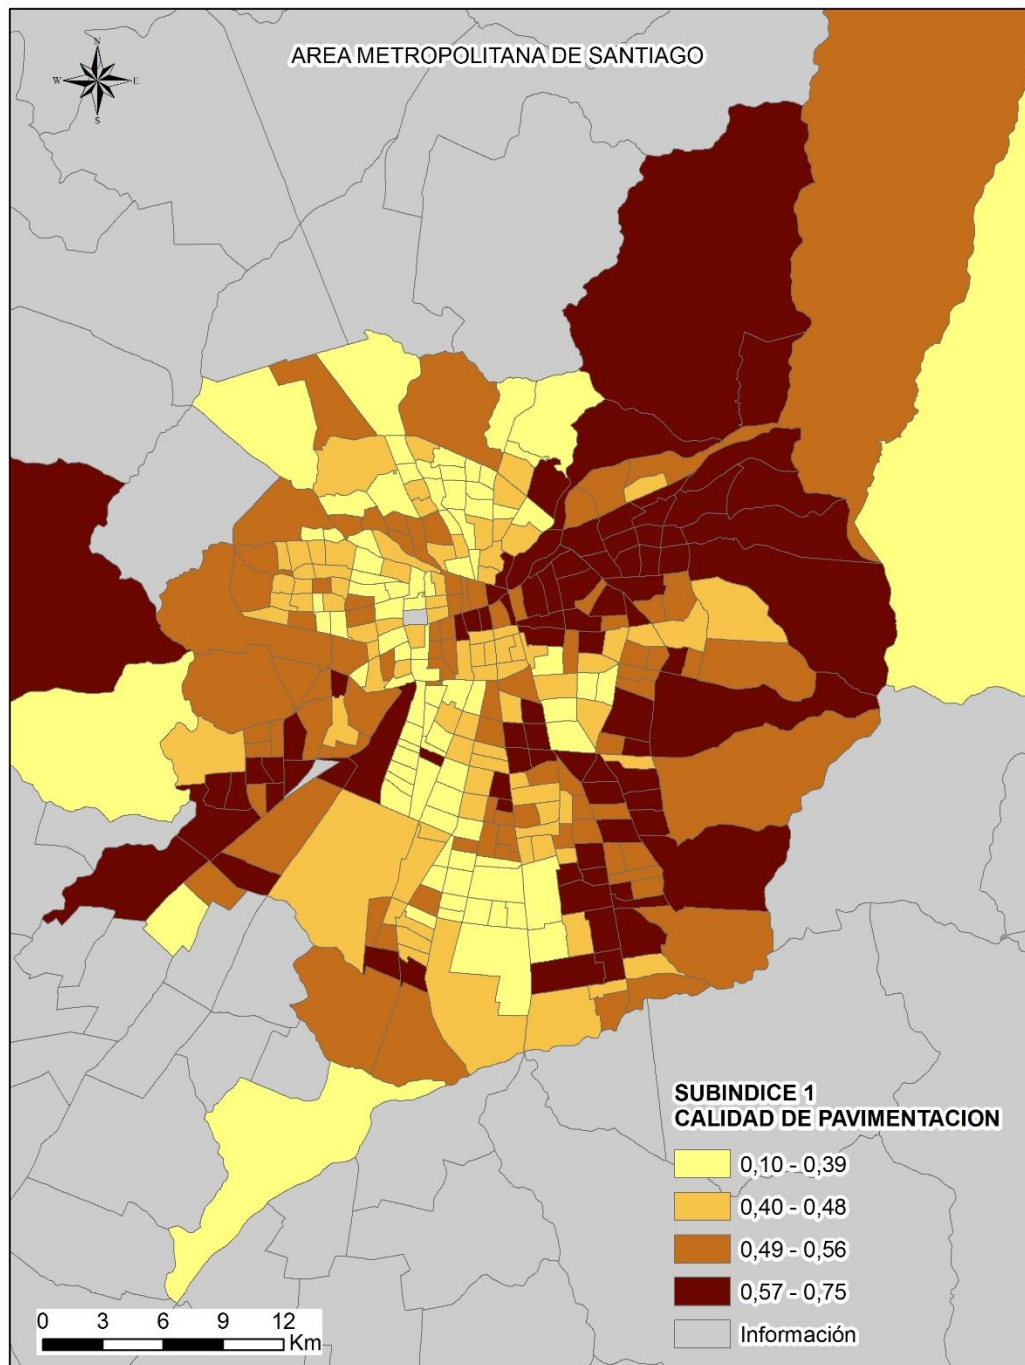 AREA METROPOLITANA DE SANTIAGO
N
W E
S
SUBINDICE 1
CALIDAD DE PAVIMENTACION
0,10 - 0,39
0,40 - 0,48
0,49 - 0,56
0,57 - 0,75
Información
0 3 6 9 12
Km